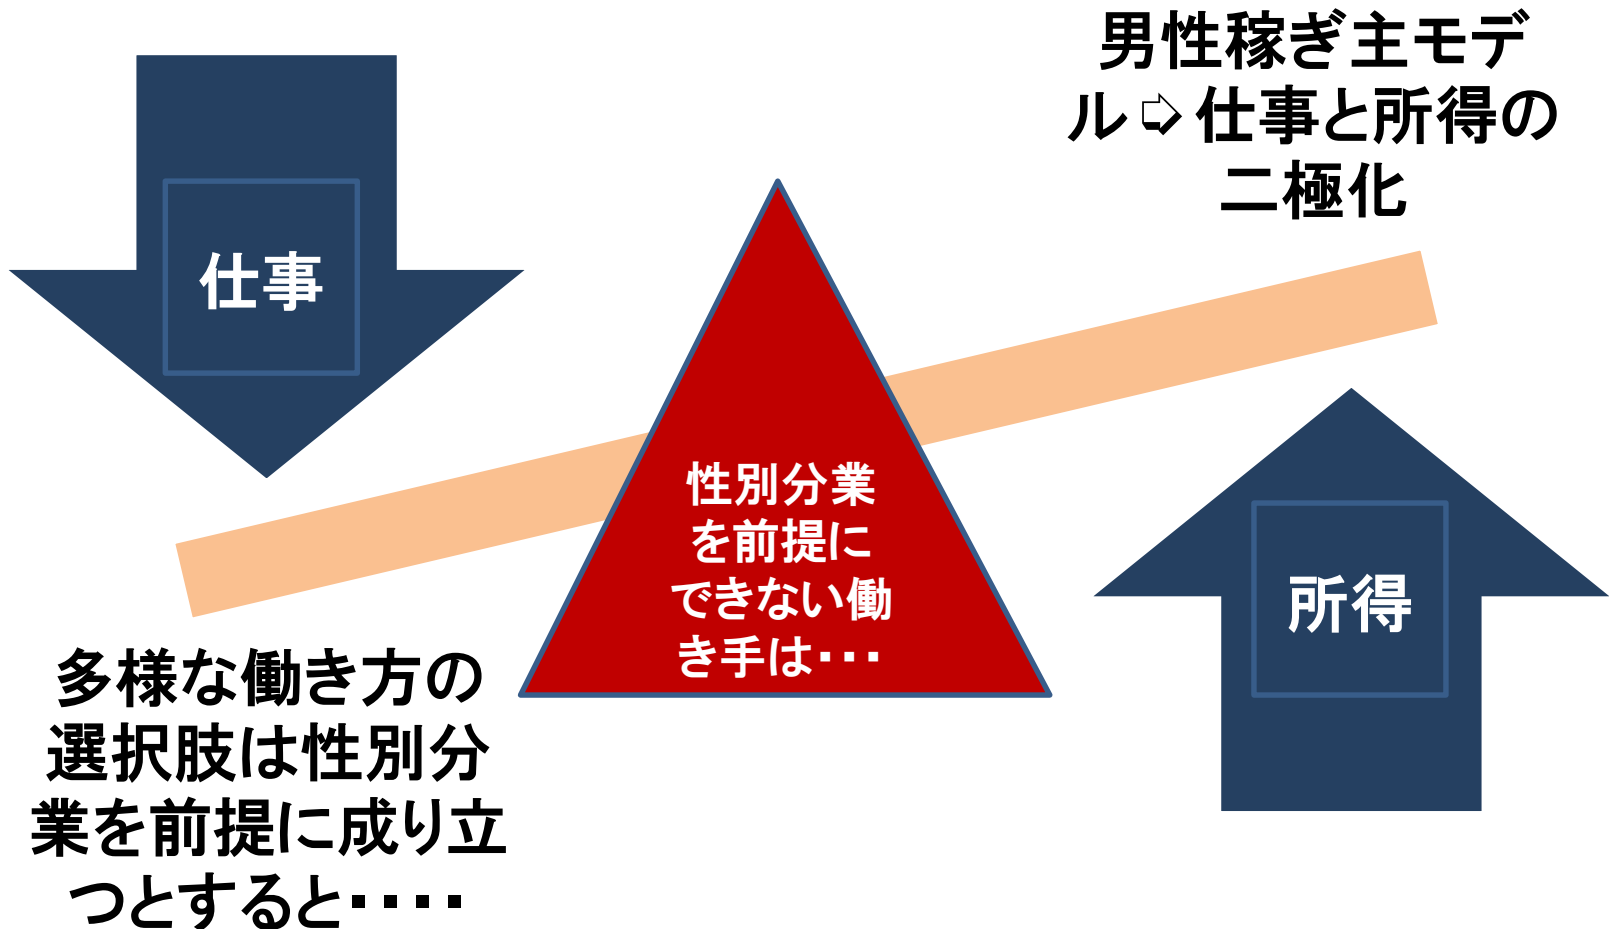 男性稼ぎ主モデ
ル➪仕事と所得の
二極化
仕事
性別分業
を前提に
できない働
き手は・・・
所得
多様な働き方の
選択肢は性別分
業を前提に成り立
つとすると・・・・